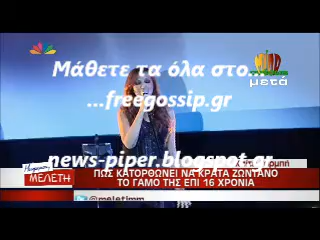 μετά
Μάθετε τα όλα στο...
...freegossip.gr
news-piper.blogspot.gr
ΜΕΛΕΤΗ
ΠΩΣ ΚΑΤΟΡΘΩΝΕΙ ΝΑ ΚΡΑΤΑ ΖΩΝΤΑΝΟ
ΤΟ ΓΑΜΟ ΤΗΣ ΕΠΙ 16 ΧΡΟΝΙΑ
@meletimm